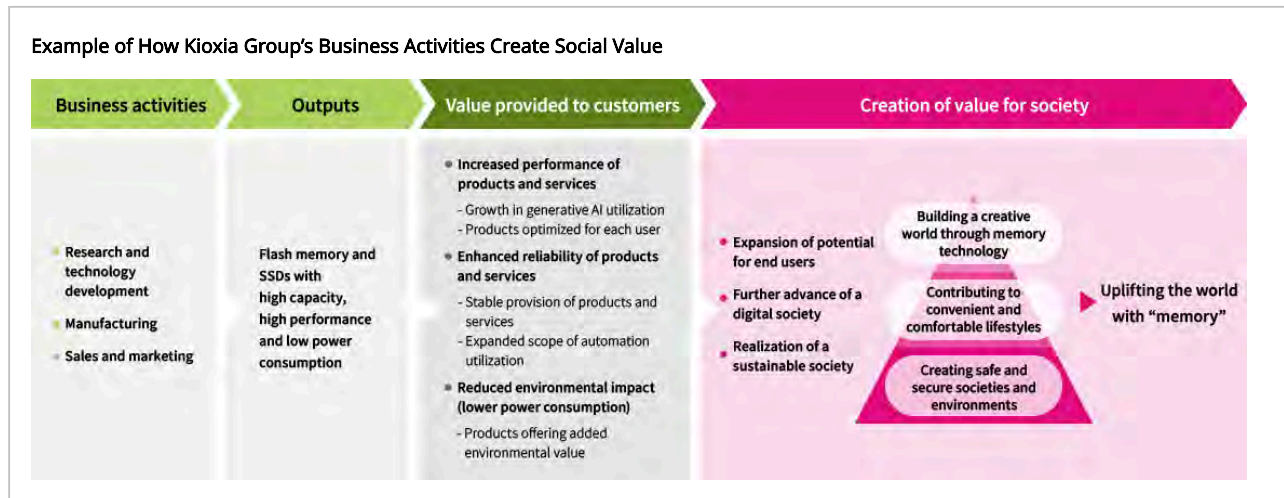 Example of How Kioxia Group's Business Activities Create Social Value
Business activities
Outputs
Value provided to customers
Creation of value for society
Research and
technology
development
Manufacturing
Sales and marketing
Flash memory and
SSDs with
high capacity,
high performance
and low power
consumption
Increased performance of
products and services
- Growth in generative AI utilization
- Products optimized for each user
Enhanced reliability of products
and services
- Stable provision of products and
services
- Expanded scope of automation
utilization
Reduced environmental impact
(lower power consumption)
- Products offering added
environmental value
Expansion of potential
for end users
Further advance of a
digital society
Realization of a
sustainable society
Building a creative
world through memory
technology
Contributing to
convenient and
comfortable lifestyles
Creating safe and
secure societies and
environments
Uplifting the world
with “memory”